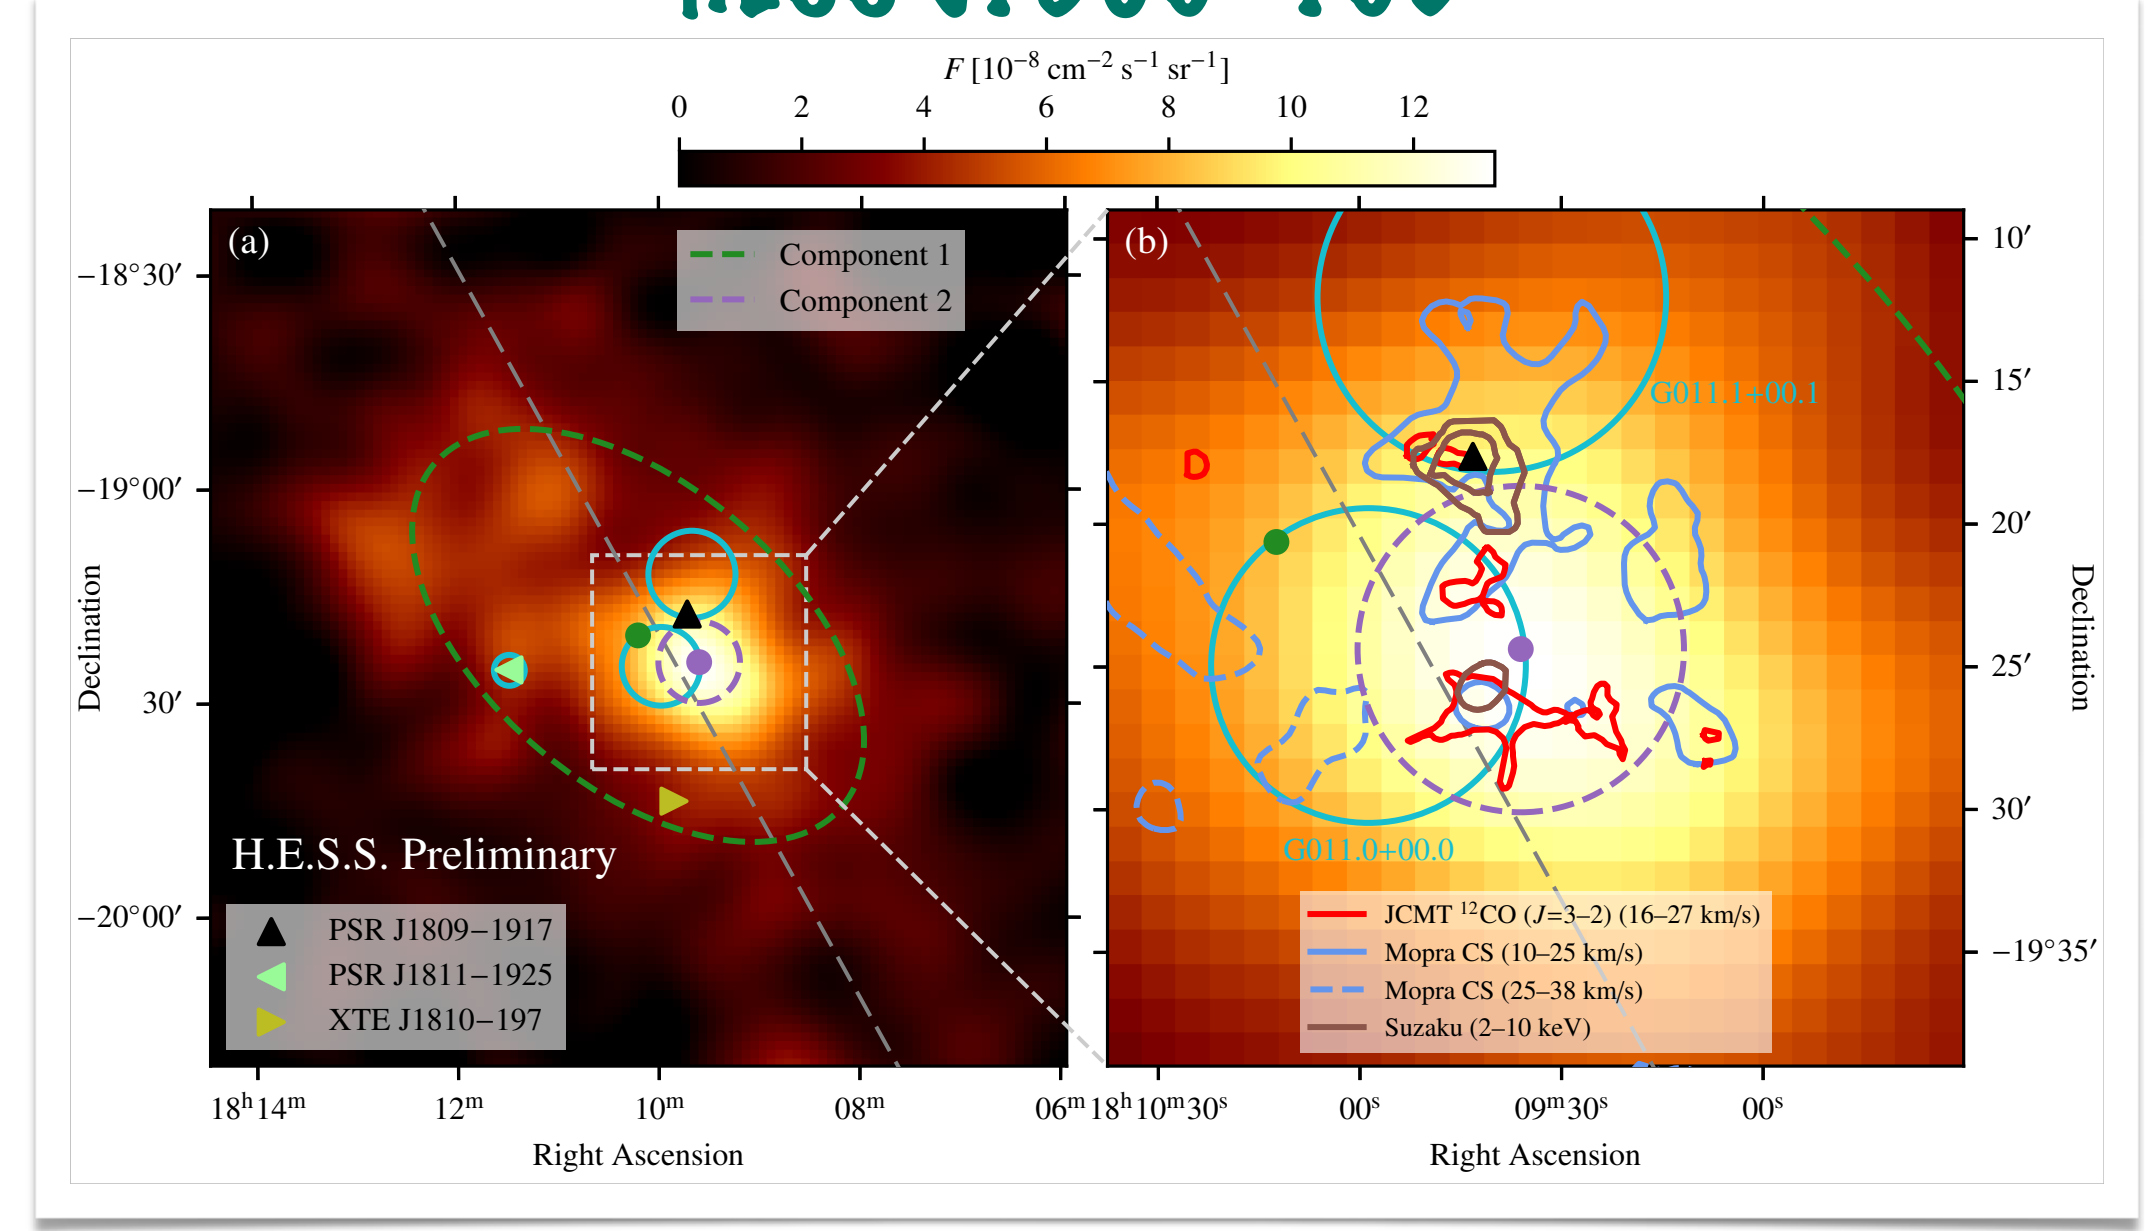 F [10⁻⁸ cm⁻² s⁻¹ sr⁻¹]
0 2 4 6 8 10 12
(a)
Component 1
Component 2
−18°30′
−19°00′
30′
−20°00′
Declination
H.E.S.S. Preliminary
PSR J1809−1917
PSR J1811−1925
XTE J1810−197
18ʰ14ᵐ 12ᵐ 10ᵐ 08ᵐ 06ᵐ
Right Ascension
(b)
G011.1+00.1
G011.0+00.0
JCMT ¹²CO (J=3–2) (16–27 km/s)
Mopra CS (10–25 km/s)
Mopra CS (25–38 km/s)
Suzaku (2–10 keV)
10′
15′
20′
25′
30′
−19°35′
Declination
18ʰ10ᵐ30ˢ 00ˢ 09ᵐ30ˢ 00ˢ
Right Ascension